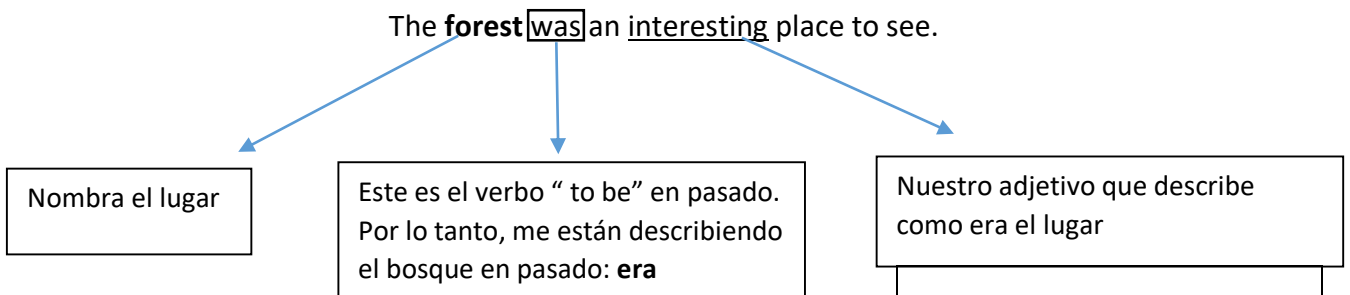 The forest was an interesting place to see.
Nombra el lugar
Este es el verbo “ to be” en pasado.
Por lo tanto, me están describiendo
el bosque en pasado: era
Nuestro adjetivo que describe
como era el lugar